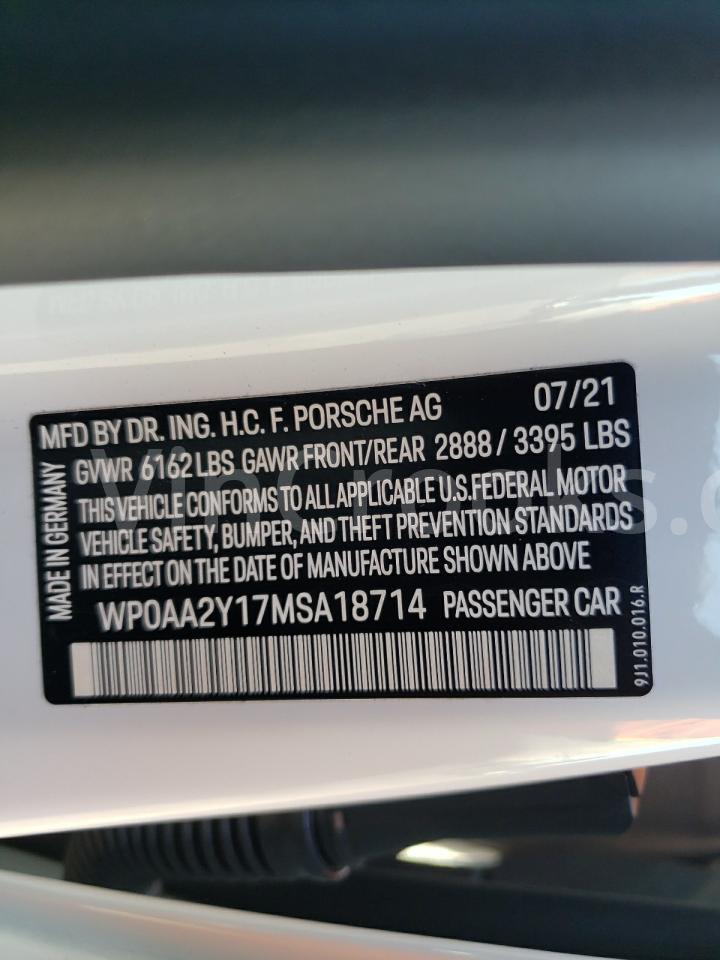 MFD BY DR. ING. H.C. F. PORSCHE AG 07/21
GVWR 6162 LBS GAWR FRONT/REAR 2888 / 3395 LBS
THIS VEHICLE CONFORMS TO ALL APPLICABLE U.S. FEDERAL MOTOR
VEHICLE SAFETY, BUMPER, AND THEFT PREVENTION STANDARDS
IN EFFECT ON THE DATE OF MANUFACTURE SHOWN ABOVE
WP0AA2Y17MSA18714 PASSENGER CAR
MADE IN GERMANY
9J1.010.016.R